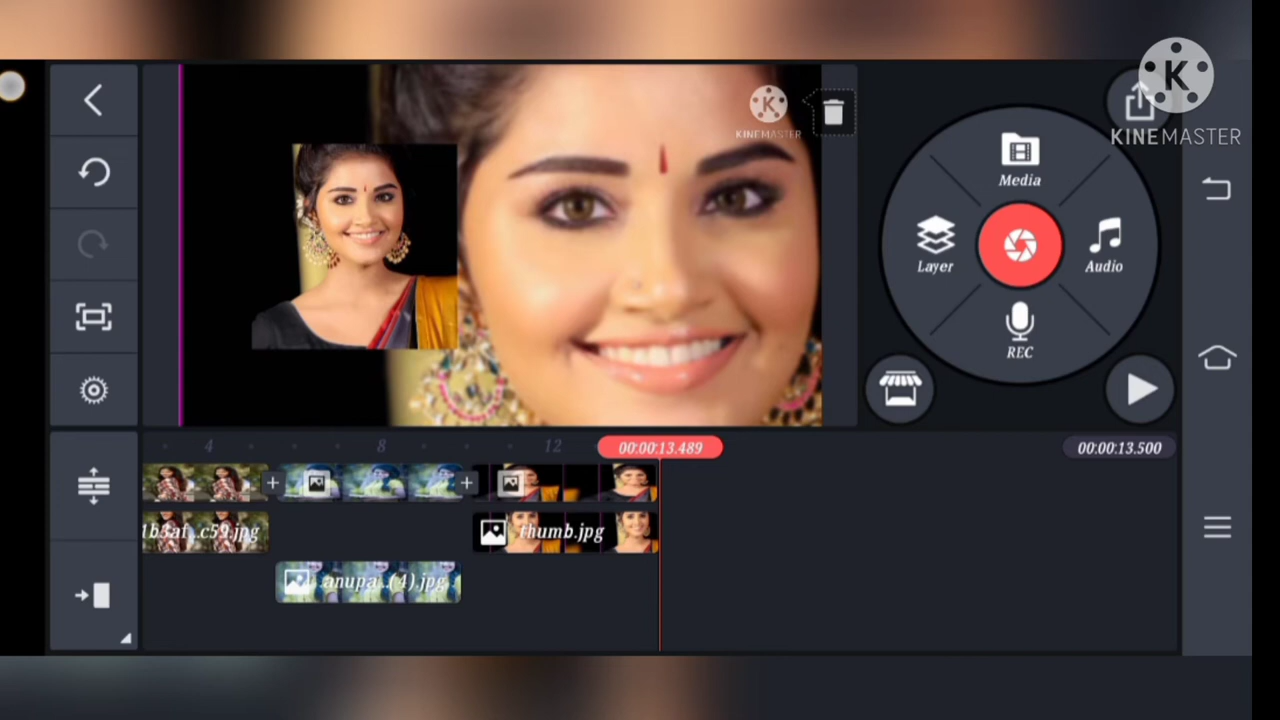 KINEMASTER
KINEMASTER
Media
Layer
Audio
REC
4
8
12
00:00:13.489
00:00:13.500
1b3af...c59.jpg
thumb.jpg
anupa...(4).jpg